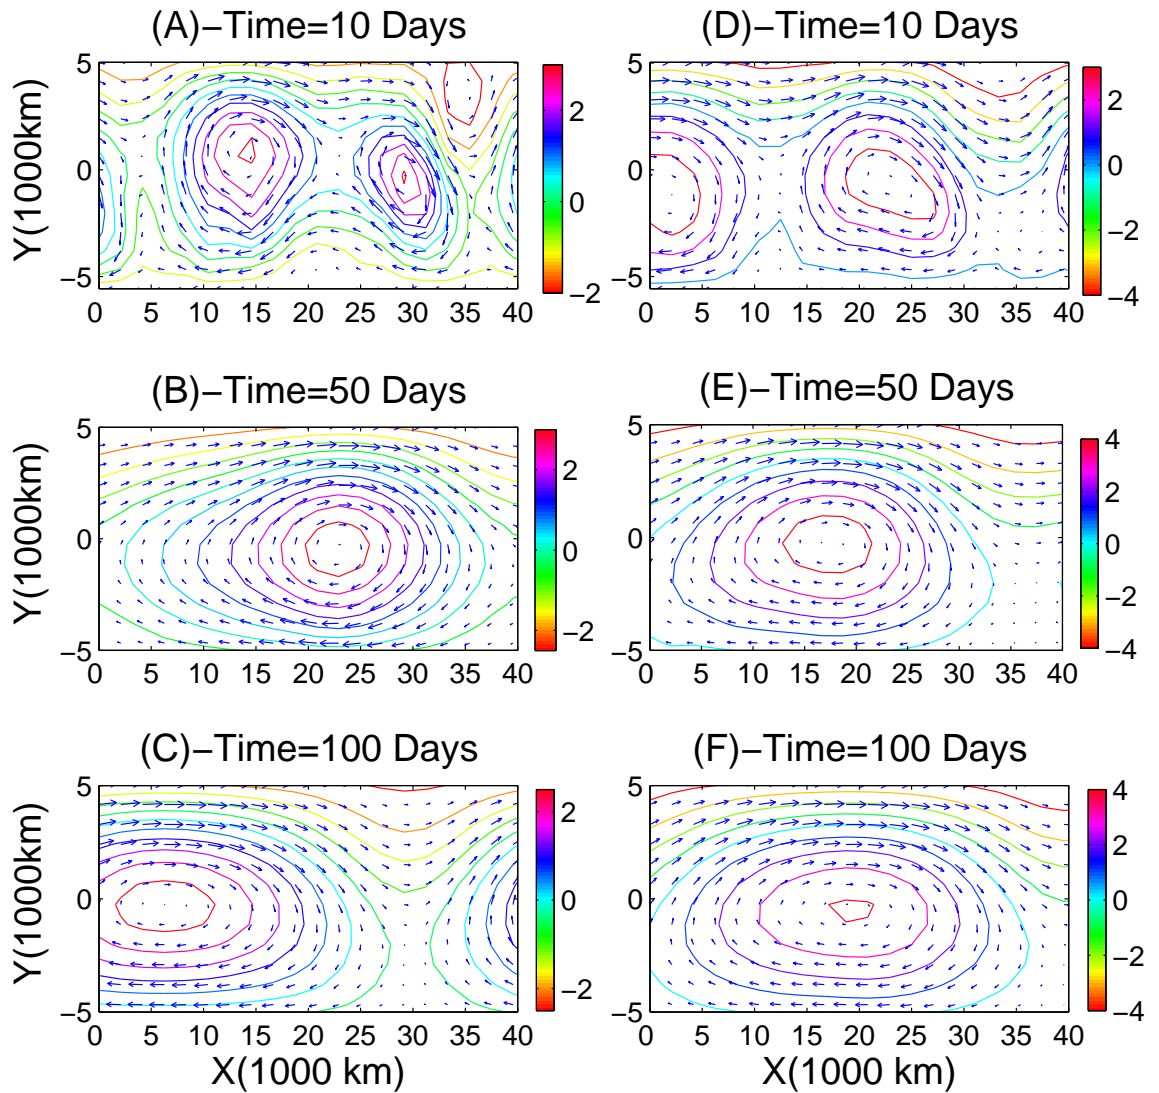 (A)−Time=10 Days
(D)−Time=10 Days
Y(1000km)
5
0
−5
0 5 10 15 20 25 30 35 40
2
0
−2
5
0
−5
0 5 10 15 20 25 30 35 40
2
0
−2
−4
(B)−Time=50 Days
(E)−Time=50 Days
Y(1000km)
5
0
−5
0 5 10 15 20 25 30 35 40
2
0
−2
5
0
−5
0 5 10 15 20 25 30 35 40
4
2
0
−2
−4
(C)−Time=100 Days
(F)−Time=100 Days
Y(1000km)
5
0
−5
0 5 10 15 20 25 30 35 40
X(1000 km)
2
0
−2
5
0
−5
0 5 10 15 20 25 30 35 40
X(1000 km)
4
2
0
−2
−4